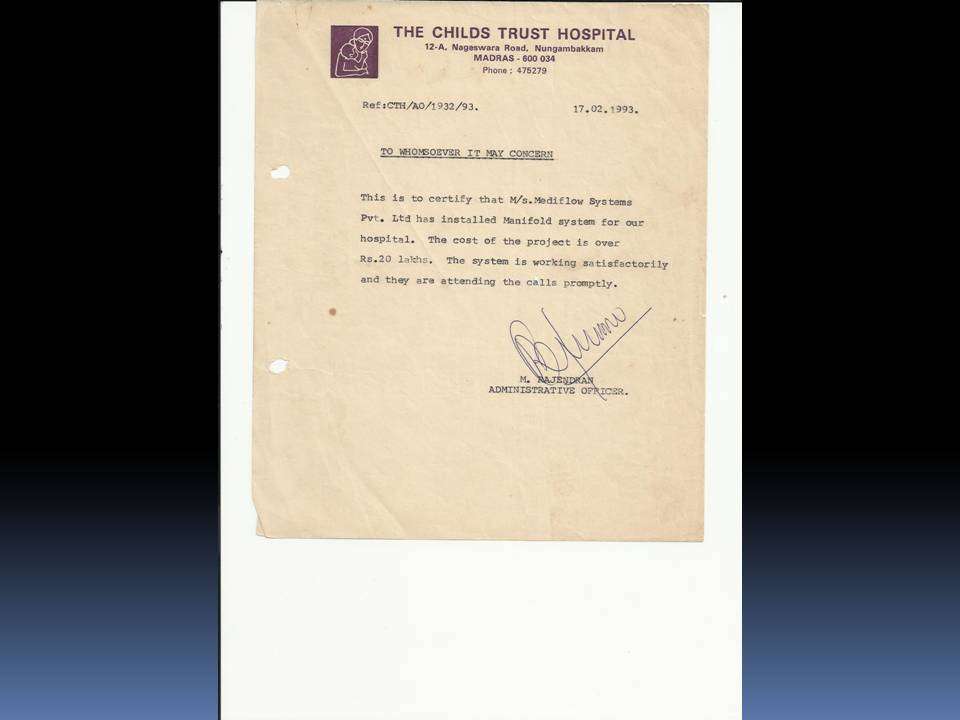 THE CHILDS TRUST HOSPITAL
12-A, Nageswara Road, Nungambakkam
MADRAS - 600 034
Phone : 475279
Ref:CTH/AO/1932/93.
17.02.1993.
TO WHOMSOEVER IT MAY CONCERN
This is to certify that M/s.Mediflow Systems
Pvt. Ltd has installed Manifold system for our
hospital. The cost of the project is over
Rs.20 lakhs. The system is working satisfactorily
and they are attending the calls promptly.
M. RAJENDRAN
ADMINISTRATIVE OFFICER.